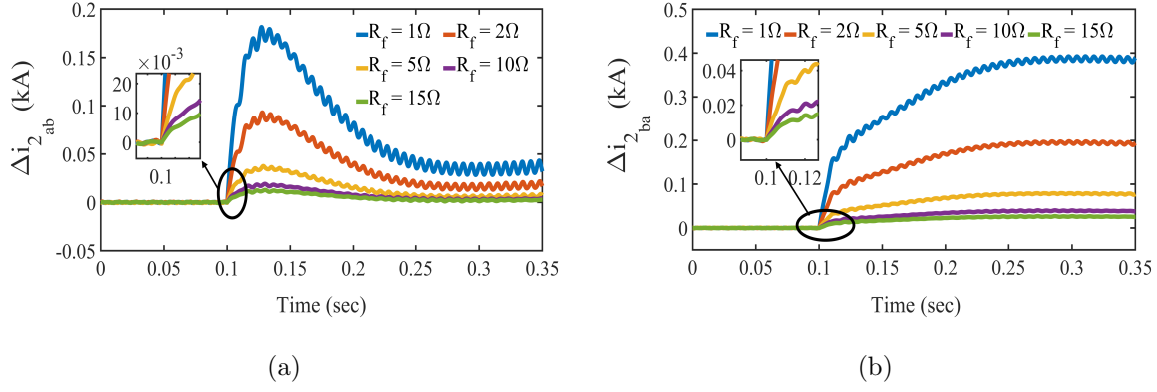 0.2
0.15
0.1
0.05
0
-0.05
Δi2ab (kA)
Rf = 1Ω Rf = 2Ω
Rf = 5Ω Rf = 10Ω
Rf = 15Ω
×10-3
20
10
0
0.1
0 0.05 0.1 0.15 0.2 0.25 0.3 0.35
Time (sec)
(a)
0.5
0.4
0.3
0.2
0.1
0
Δi2ba (kA)
Rf = 1Ω Rf = 2Ω Rf = 5Ω Rf = 10Ω Rf = 15Ω
0.04
0.02
0
0.1 0.12
0 0.05 0.1 0.15 0.2 0.25 0.3 0.35
Time (sec)
(b)